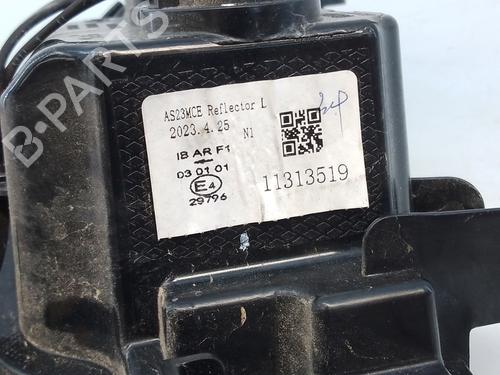 B-PARTS
AS23MCE Reflector L
2023.4.25 N1
IB AR F1
03 01 01
E4
29796
11313519